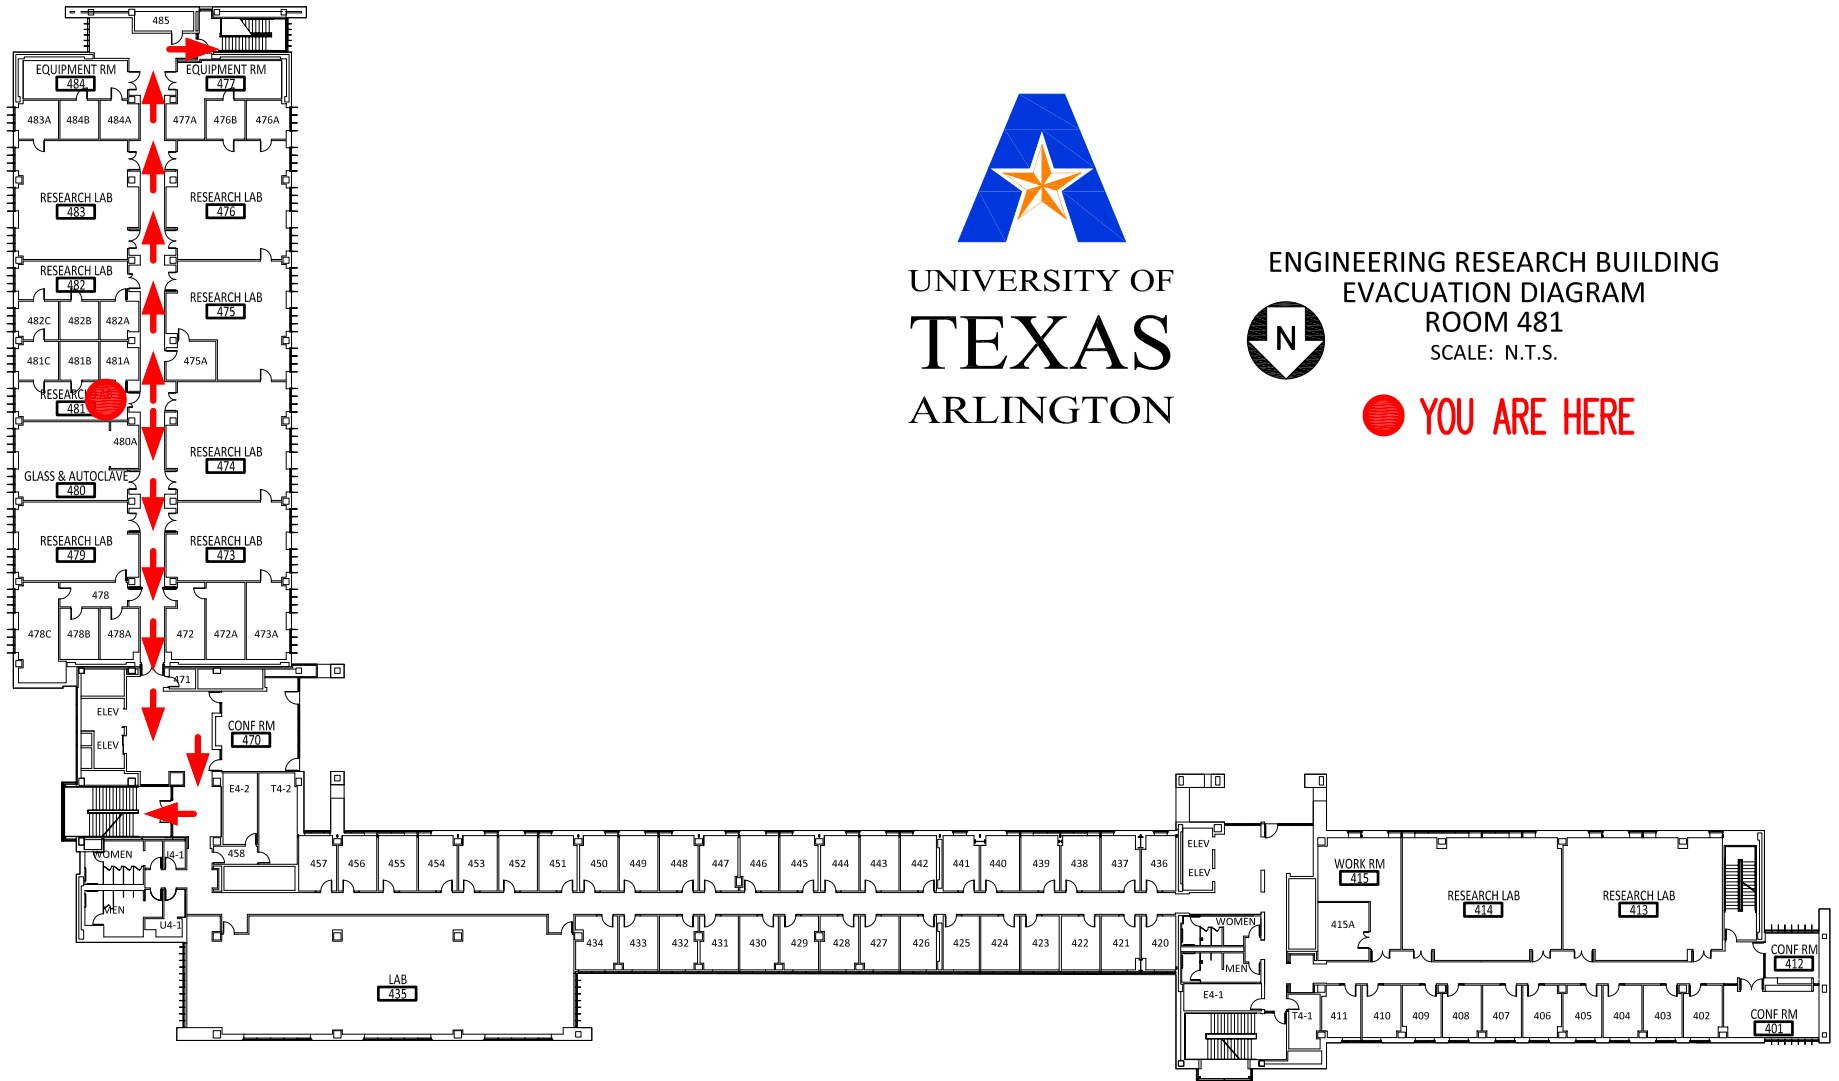 485
EQUIPMENT RM
484
EQUIPMENT RM
477
483A
484B
484A
477A
476B
476A
RESEARCH LAB
483
RESEARCH LAB
476
RESEARCH LAB
482
RESEARCH LAB
475
482C
482B
482A
481C
481B
481A
475A
RESEARCH LAB
481
480A
RESEARCH LAB
474
GLASS & AUTOCLAVE
480
RESEARCH LAB
479
RESEARCH LAB
473
478
478C
478B
478A
472
472A
473A
471
ELEV
ELEV
CONF RM
470
E4-2
T4-2
458
WOMEN
J4-1
MEN
U4-1
UNIVERSITY OF
TEXAS
ARLINGTON
ENGINEERING RESEARCH BUILDING
EVACUATION DIAGRAM
ROOM 481
SCALE: N.T.S.
N
YOU ARE HERE
457
456
455
454
453
452
451
450
449
448
447
446
445
444
443
442
441
440
439
438
437
436
434
433
432
431
430
429
428
427
426
425
424
423
422
421
420
LAB
435
ELEV
ELEV
WOMEN
MEN
E4-1
T4-1
WORK RM
415
415A
RESEARCH LAB
414
RESEARCH LAB
413
CONF RM
412
411
410
409
408
407
406
405
404
403
402
CONF RM
401